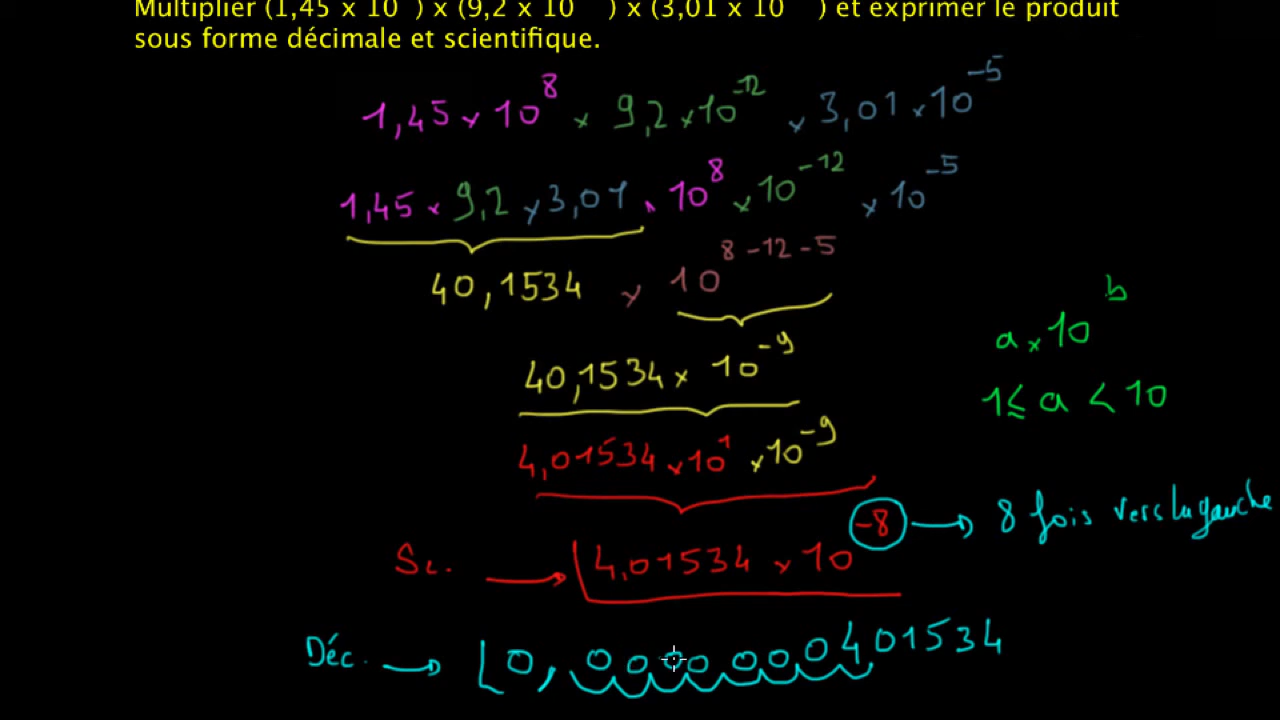 Multiplier (1,45 x 10 ) x (9,2 x 10 ) x (3,01 x 10 ) et exprimer le produit
sous forme décimale et scientifique.
1,45 x 10^8 x 9,2 x 10^-12 x 3,01 x 10^-5
1,45 x 9,2 x 3,01 x 10^8 x 10^-12 x 10^-5
40,1534 x 10^8-12-5
40,1534 x 10^-9
a x 10^b
1 ≤ a < 10
4,01534 x 10^1 x 10^-9
Sc. → 4,01534 x 10^-8 → 8 fois vers la gauche
Déc. → 0,0000000401534